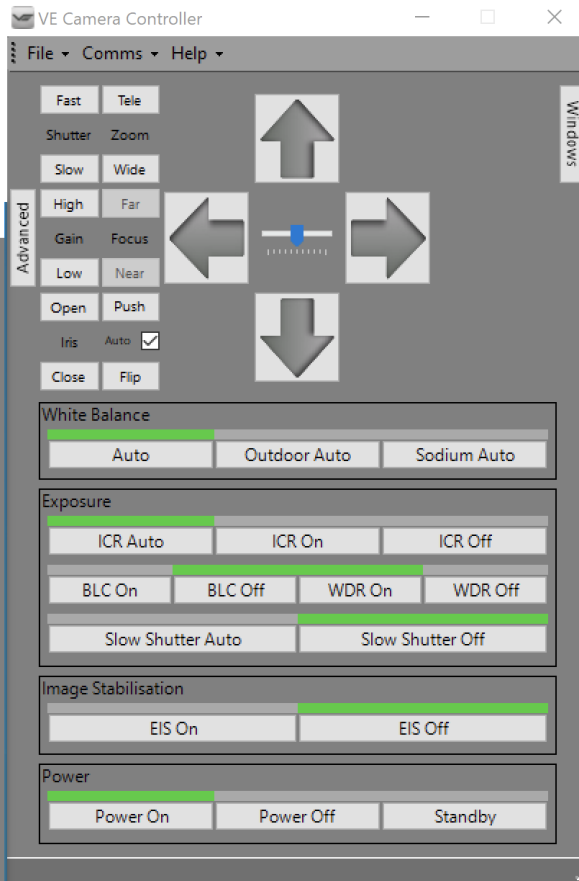 VE Camera Controller
File Comms Help
Fast Tele
Shutter Zoom
Slow Wide
High Far
Gain Focus
Low Near
Open Push
Iris Auto
Close Flip
Advanced
Windows
White Balance
Auto Outdoor Auto Sodium Auto
Exposure
ICR Auto ICR On ICR Off
BLC On BLC Off WDR On WDR Off
Slow Shutter Auto Slow Shutter Off
Image Stabilisation
EIS On EIS Off
Power
Power On Power Off Standby